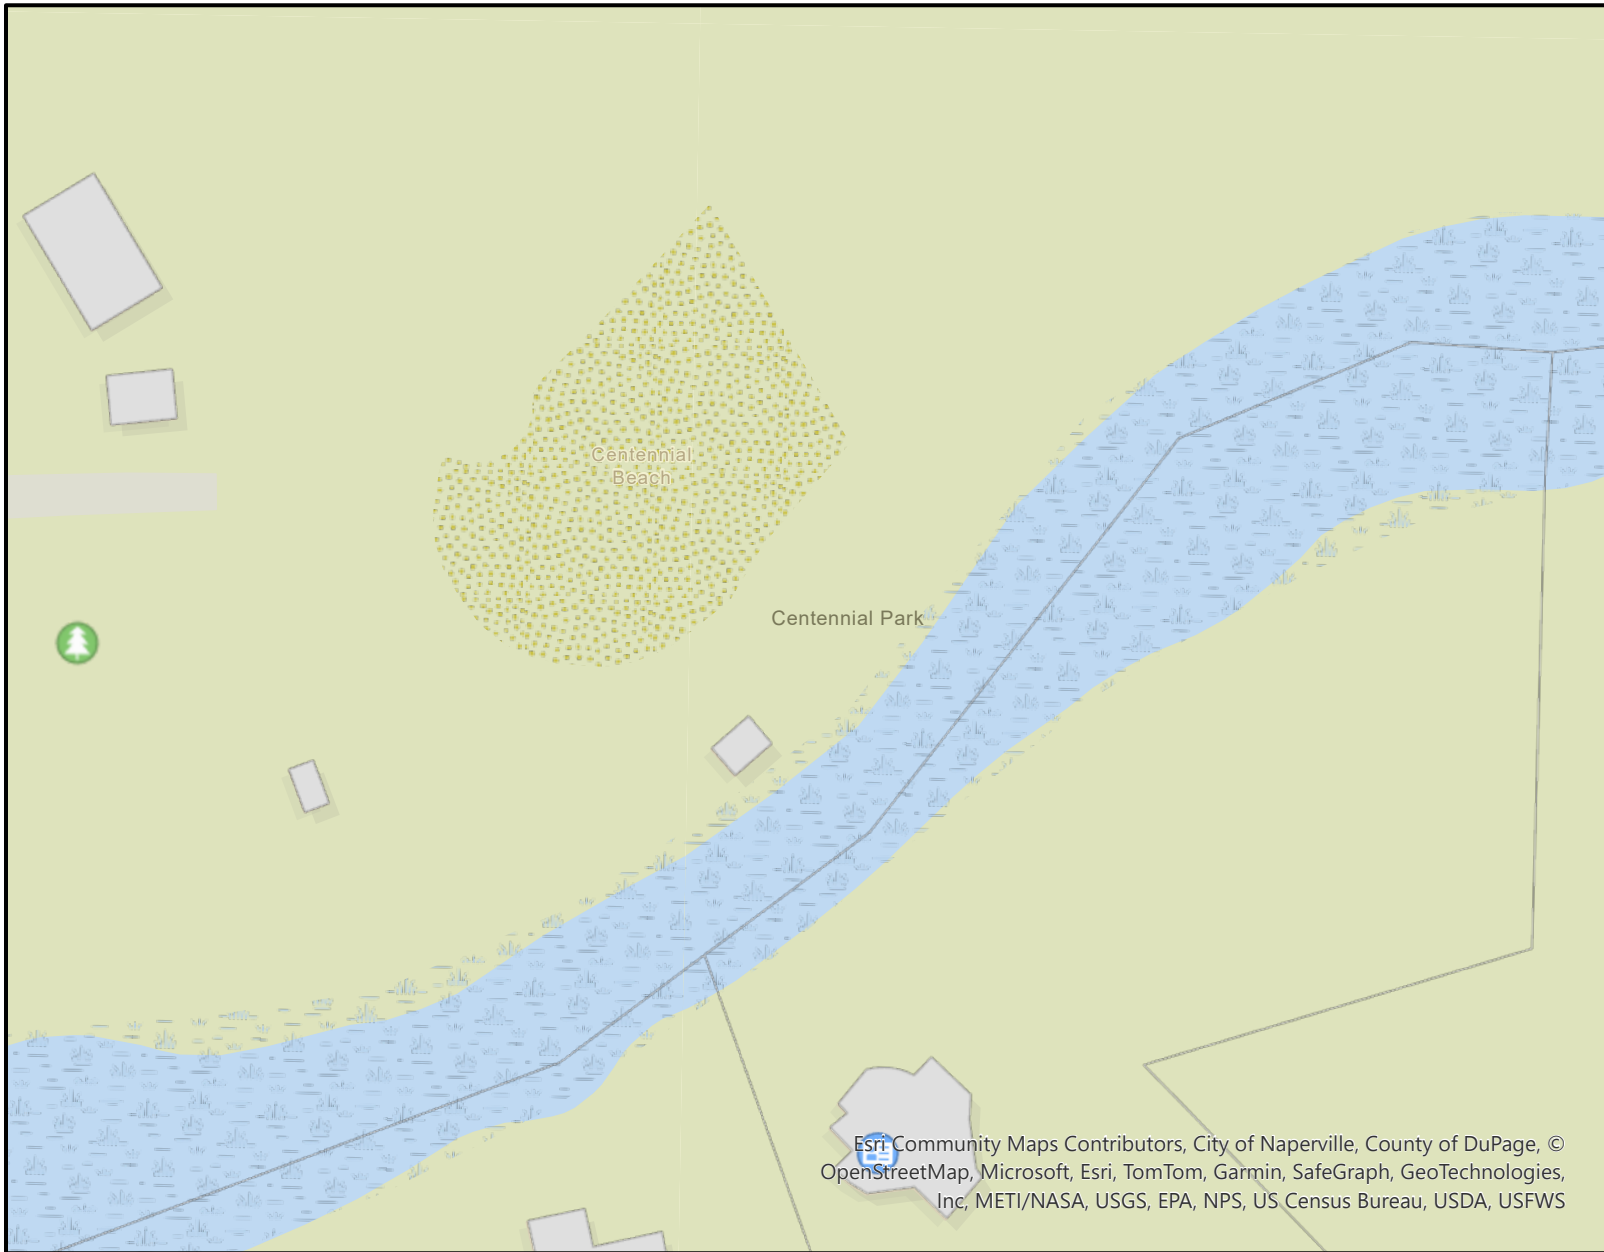 Centennial
Beach
Centennial Park
Esri Community Maps Contributors, City of Naperville, County of DuPage, ©
OpenStreetMap, Microsoft, Esri, TomTom, Garmin, SafeGraph, GeoTechnologies,
Inc, METI/NASA, USGS, EPA, NPS, US Census Bureau, USDA, USFWS